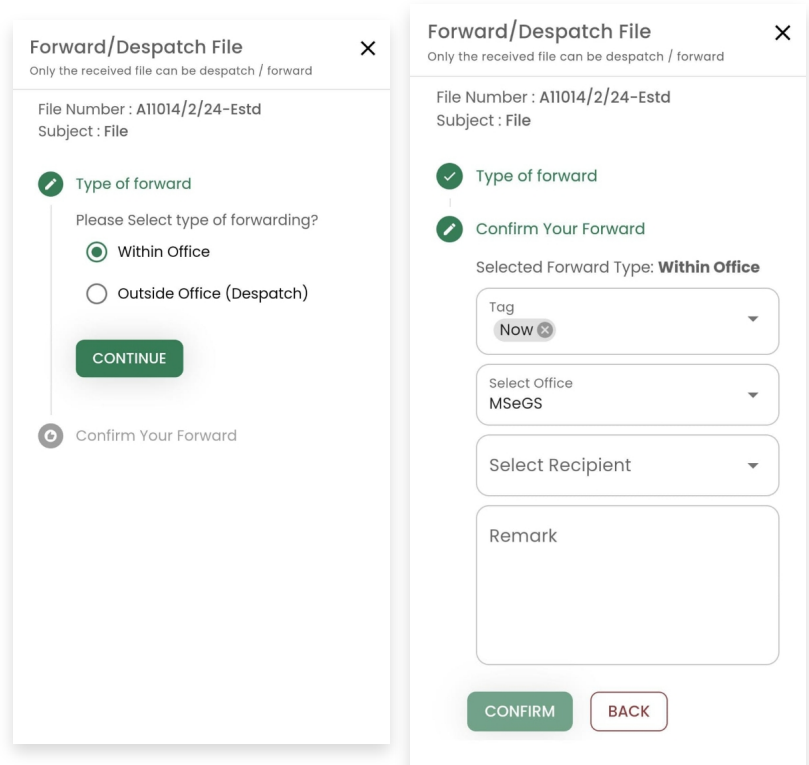 Forward/Despatch File
Only the received file can be despatch / forward
File Number : A11014/2/24-Estd
Subject : File
Type of forward
Please Select type of forwarding?
Within Office
Outside Office (Despatch)
CONTINUE
Confirm Your Forward
Forward/Despatch File
Only the received file can be despatch / forward
File Number : A11014/2/24-Estd
Subject : File
Type of forward
Confirm Your Forward
Selected Forward Type: Within Office
Tag
Now
Select Office
MSeGS
Select Recipient
Remark
CONFIRM
BACK